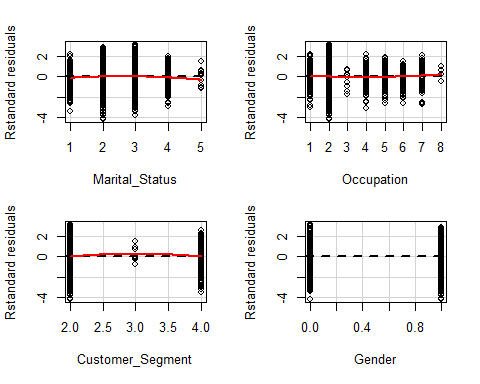 Rstandard residuals
2
0
-4
1 2 3 4 5
Marital_Status
Rstandard residuals
2
0
-4
1 2 3 4 5 6 7 8
Occupation
Rstandard residuals
2
0
-4
2.0 2.5 3.0 3.5 4.0
Customer_Segment
Rstandard residuals
2
0
-4
0.0 0.4 0.8
Gender